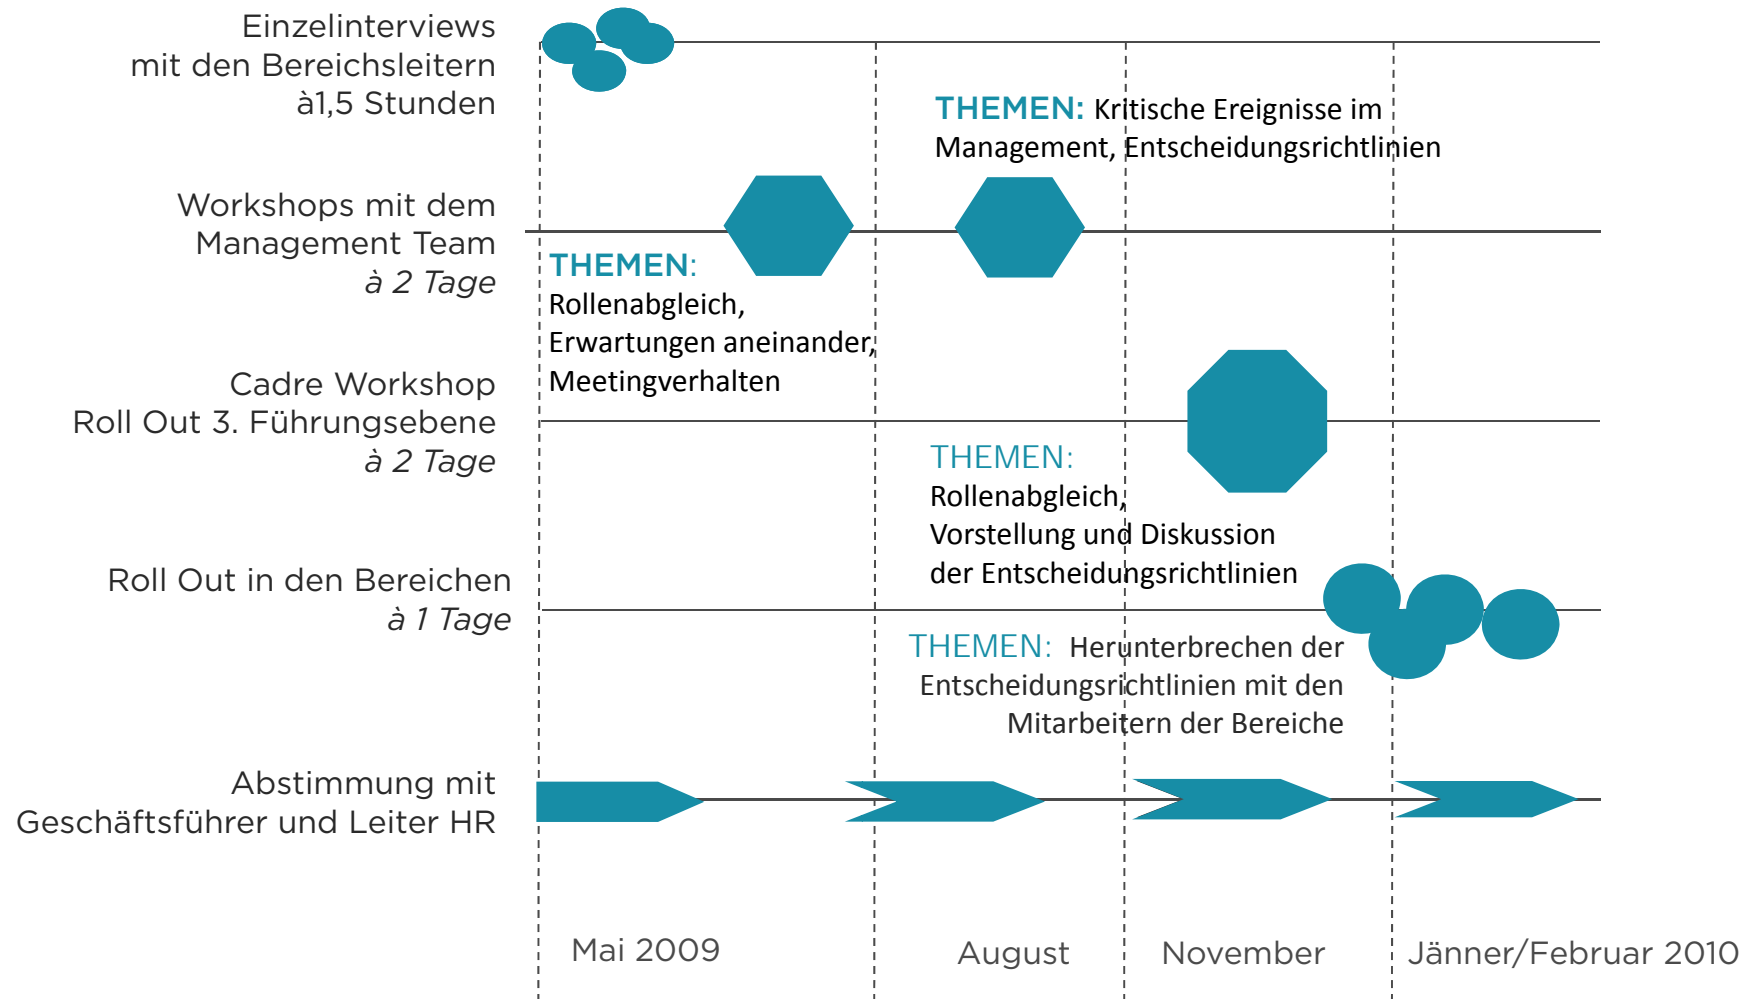 Einzelinterviews
mit den Bereichsleitern
à1,5 Stunden
THEMEN: Kritische Ereignisse im
Management, Entscheidungsrichtlinien
Workshops mit dem
Management Team
à 2 Tage
THEMEN:
Rollenabgleich,
Erwartungen aneinander,
Meetingverhalten
Cadre Workshop
Roll Out 3. Führungsebene
à 2 Tage
THEMEN:
Rollenabgleich,
Vorstellung und Diskussion
der Entscheidungsrichtlinien
Roll Out in den Bereichen
à 1 Tage
THEMEN: Herunterbrechen der
Entscheidungsrichtlinien mit den
Mitarbeitern der Bereiche
Abstimmung mit
Geschäftsführer und Leiter HR
Mai 2009
August
November
Jänner/Februar 2010